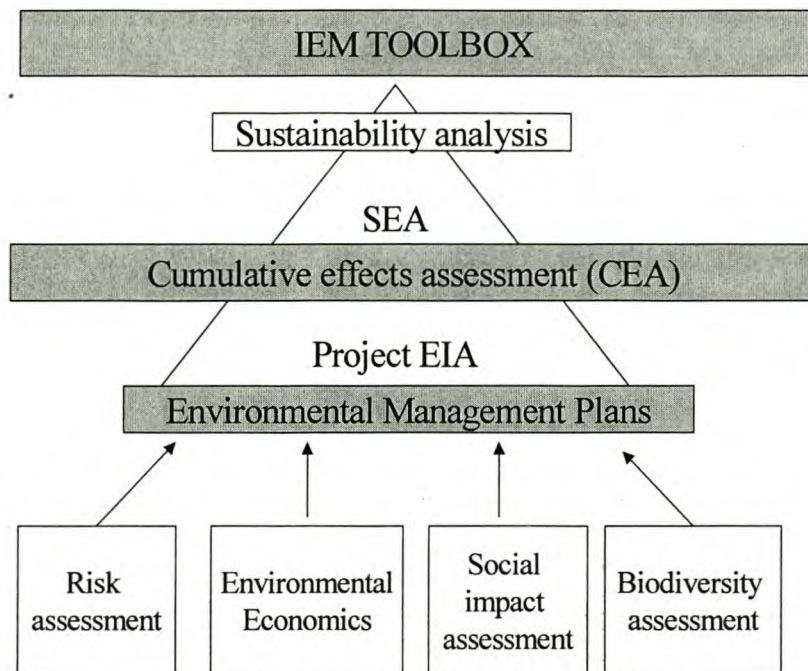 IEM TOOLBOX
Sustainability analysis
SEA
Cumulative effects assessment (CEA)
Project EIA
Environmental Management Plans
Risk
assessment
Environmental
Economics
Social
impact
assessment
Biodiversity
assessment